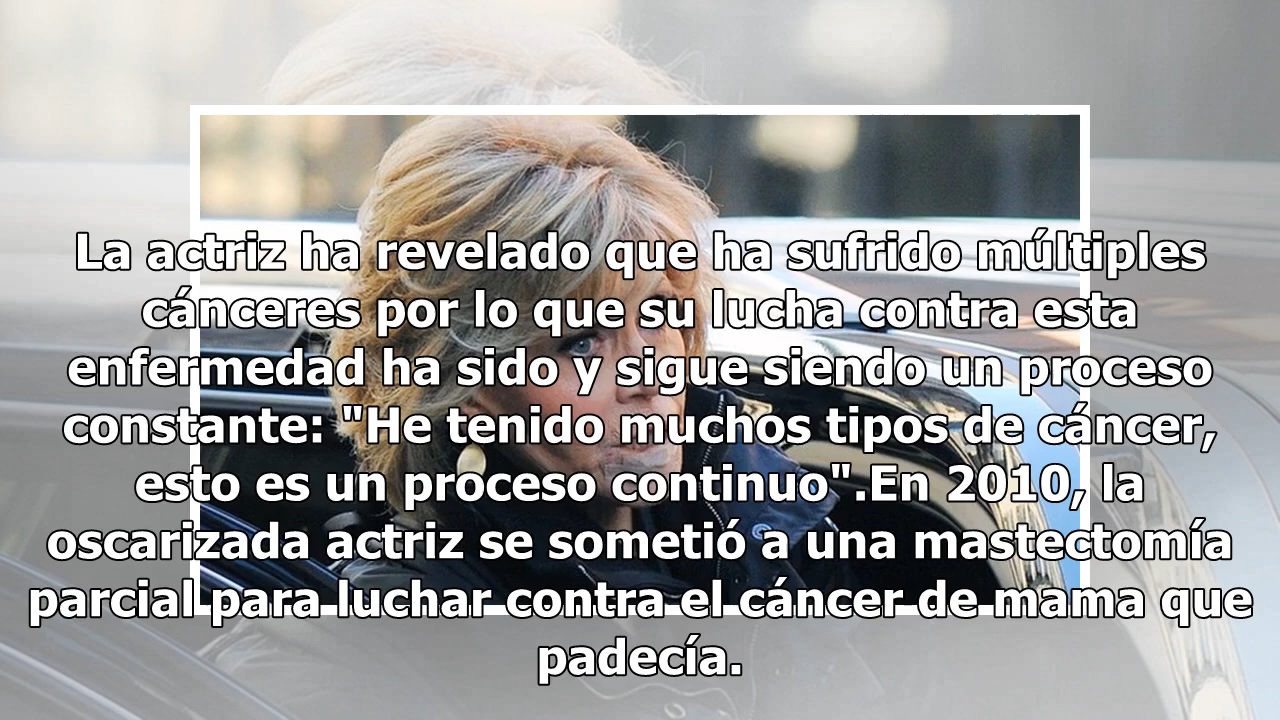 La actriz ha revelado que ha sufrido múltiples
cánceres por lo que su lucha contra esta
enfermedad ha sido y sigue siendo un proceso
constante: "He tenido muchos tipos de cáncer,
esto es un proceso continuo".En 2010, la
oscarizada actriz se sometió a una mastectomía
parcial para luchar contra el cáncer de mama que
padecía.